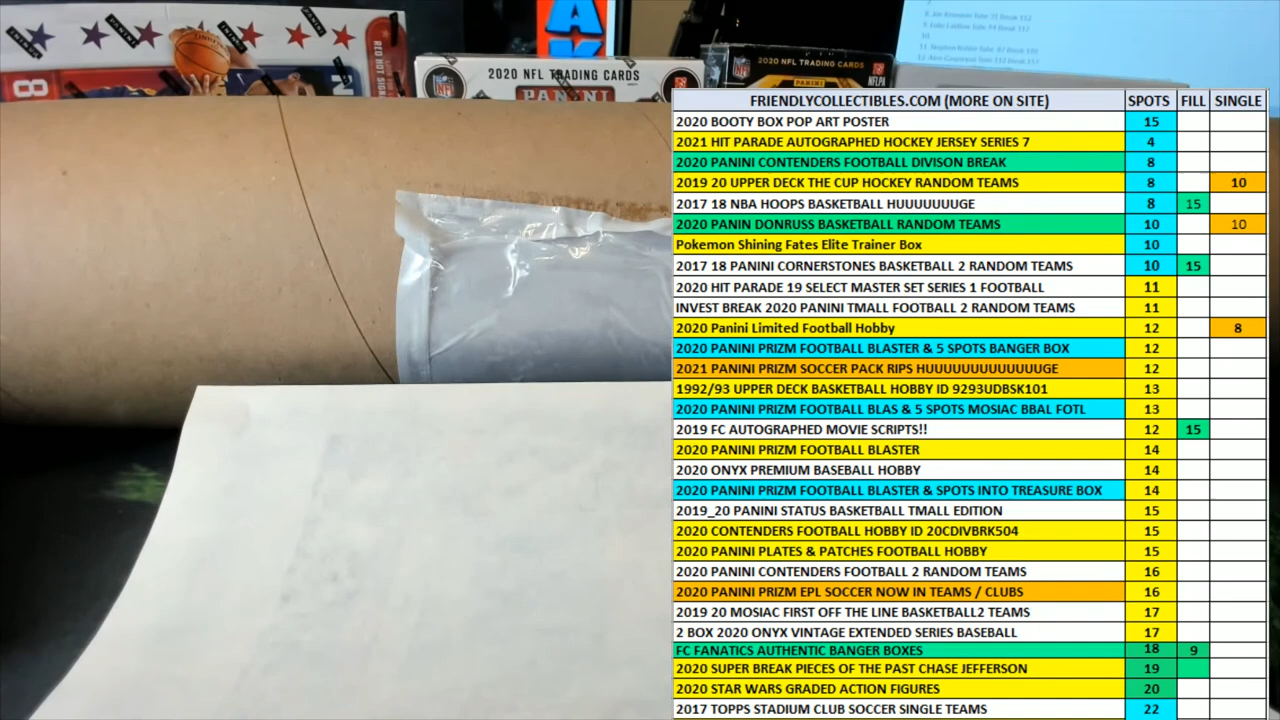 PANINI
PANINI
PANINI
RED HOT
8
AK
2020 NFL TRADING CARDS
PANINI
NFL
2020 NFL TRADING CARDS
PANINI
NFL
NFLPA
FRIENDLYCOLLECTIBLES.COM (MORE ON SITE) SPOTS FILL SINGLE
2020 BOOTY BOX POP ART POSTER 15
2021 HIT PARADE AUTOGRAPHED HOCKEY JERSEY SERIES 7 4
2020 PANINI CONTENDERS FOOTBALL DIVISON BREAK 8
2019 20 UPPER DECK THE CUP HOCKEY RANDOM TEAMS 8 10
2017 18 NBA HOOPS BASKETBALL HUUUUUUUGE 8 15
2020 PANIN DONRUSS BASKETBALL RANDOM TEAMS 10 10
Pokemon Shining Fates Elite Trainer Box 10
2017 18 PANINI CORNERSTONES BASKETBALL 2 RANDOM TEAMS 10 15
2020 HIT PARADE 19 SELECT MASTER SET SERIES 1 FOOTBALL 11
INVEST BREAK 2020 PANINI TMALL FOOTBALL 2 RANDOM TEAMS 11
2020 Panini Limited Football Hobby 12 8
2020 PANINI PRIZM FOOTBALL BLASTER & 5 SPOTS BANGER BOX 12
2021 PANINI PRIZM SOCCER PACK RIPS HUUUUUUUUUUUUUGE 12
1992/93 UPPER DECK BASKETBALL HOBBY ID 9293UDBSK101 13
2020 PANINI PRIZM FOOTBALL BLAS & 5 SPOTS MOSIAC BBAL FOTL 13
2019 FC AUTOGRAPHED MOVIE SCRIPTS!! 12 15
2020 PANINI PRIZM FOOTBALL BLASTER 14
2020 ONYX PREMIUM BASEBALL HOBBY 14
2020 PANINI PRIZM FOOTBALL BLASTER & SPOTS INTO TREASURE BOX 14
2019_20 PANINI STATUS BASKETBALL TMALL EDITION 15
2020 CONTENDERS FOOTBALL HOBBY ID 20CDIVBRK504 15
2020 PANINI PLATES & PATCHES FOOTBALL HOBBY 15
2020 PANINI CONTENDERS FOOTBALL 2 RANDOM TEAMS 16
2020 PANINI PRIZM EPL SOCCER NOW IN TEAMS / CLUBS 16
2019 20 MOSIAC FIRST OFF THE LINE BASKETBALL2 TEAMS 17
2 BOX 2020 ONYX VINTAGE EXTENDED SERIES BASEBALL 17
FC FANATICS AUTHENTIC BANGER BOXES 18 9
2020 SUPER BREAK PIECES OF THE PAST CHASE JEFFERSON 19
2020 STAR WARS GRADED ACTION FIGURES 20
2017 TOPPS STADIUM CLUB SOCCER SINGLE TEAMS 22